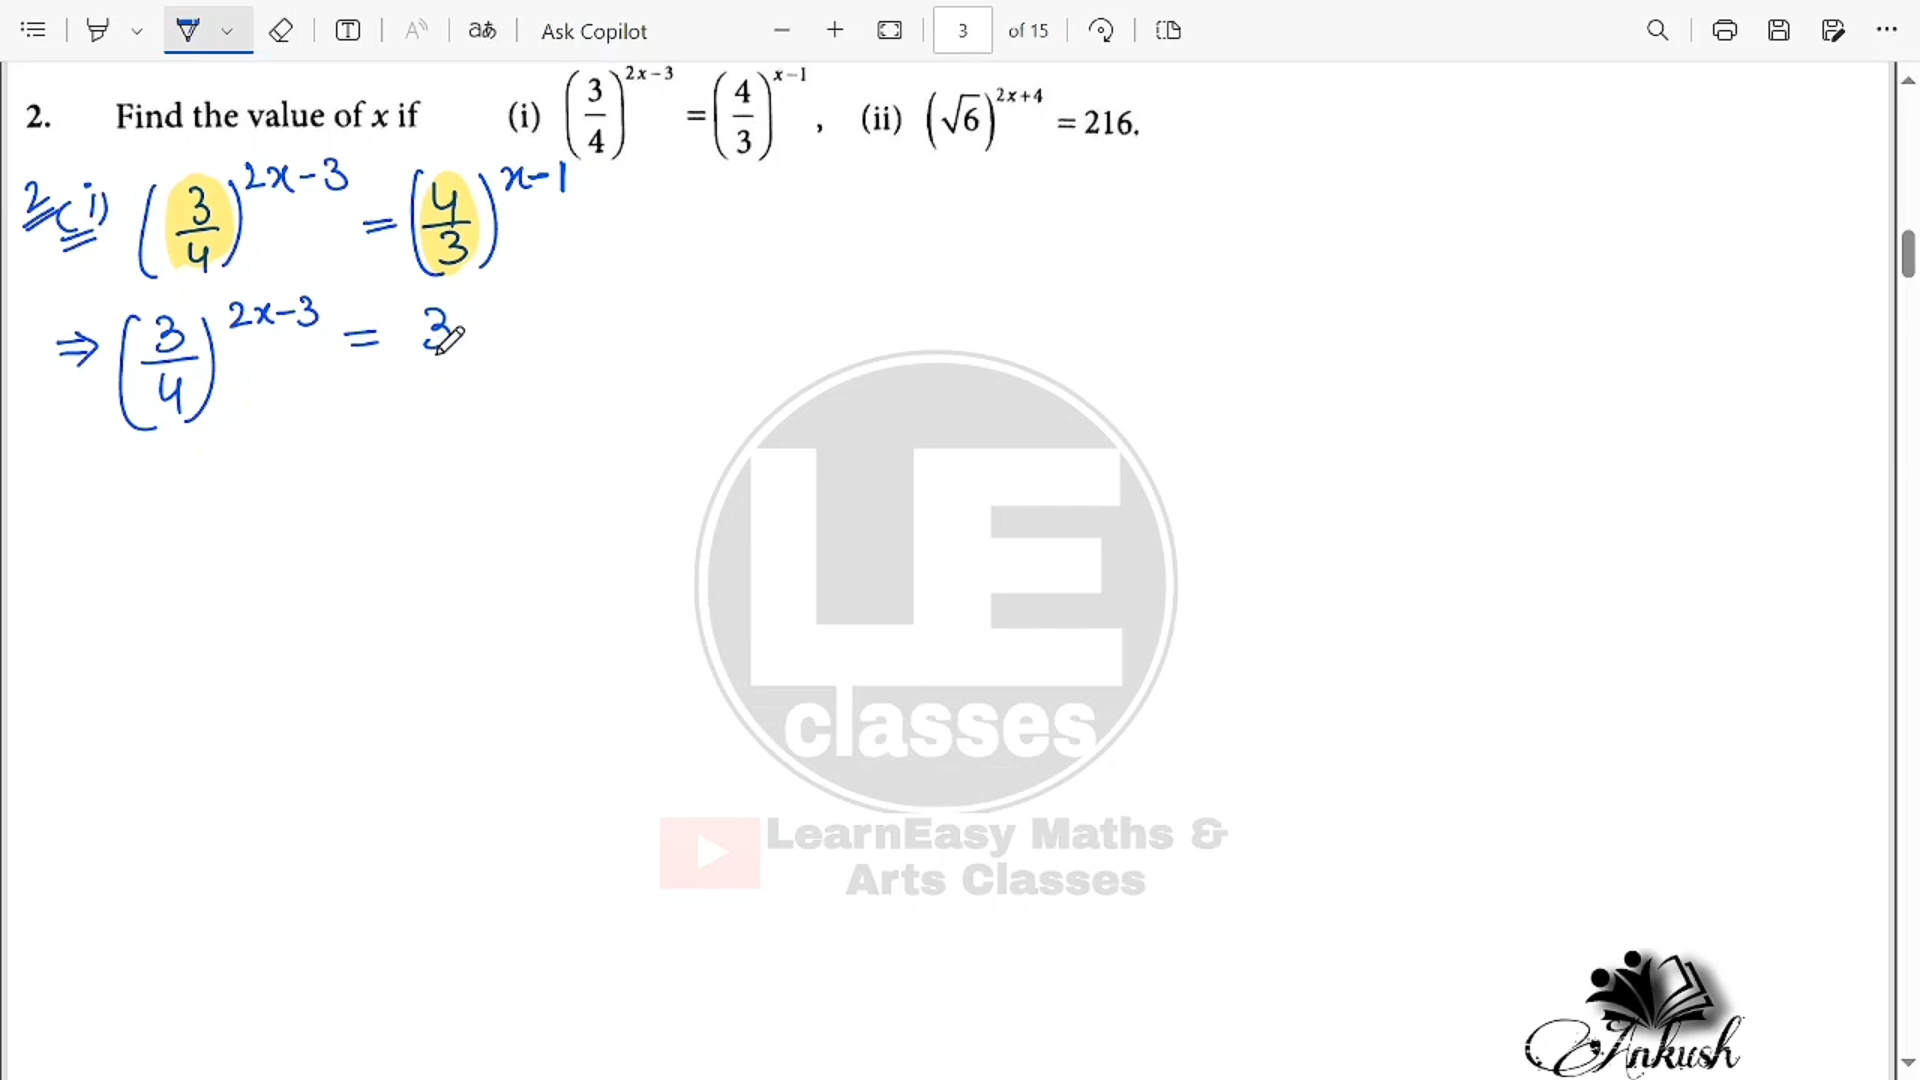 Ask Copilot 3 of 15
2. Find the value of x if (i) (3/4)^(2x−3) = (4/3)^(x−1), (ii) (√6)^(2x+4) = 216.
2(i) (3/4)^(2x−3) = (4/3)^(x−1)
⇒ (3/4)^(2x−3) = 3
LE
classes
LearnEasy Maths &
Arts Classes
Ankush